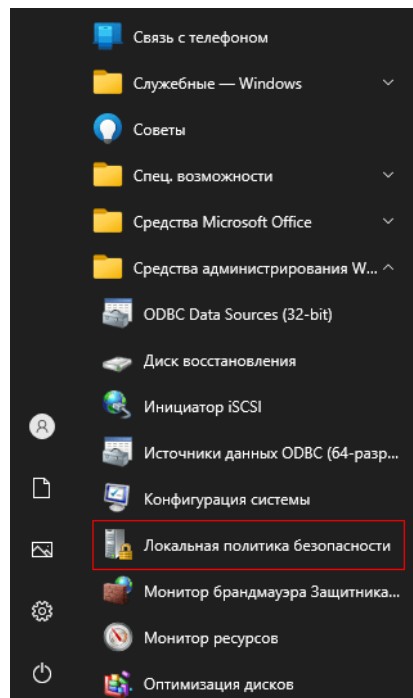 Связь с телефоном
Служебные — Windows
Советы
Спец. возможности
Средства Microsoft Office
Средства администрирования W...
ODBC Data Sources (32-bit)
Диск восстановления
Инициатор iSCSI
Источники данных ODBC (64-разр...
Конфигурация системы
Локальная политика безопасности
Монитор брандмауэра Защитника...
Монитор ресурсов
Оптимизация дисков